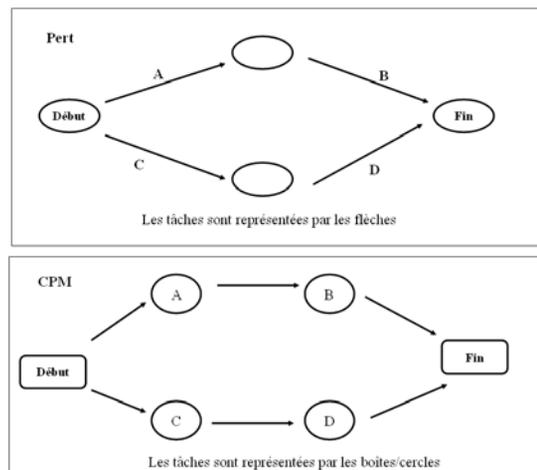 Pert
A
B
Début
Fin
C
D
Les tâches sont représentées par les flèches
CPM
A
B
Début
Fin
C
D
Les tâches sont représentées par les boîtes/cercles